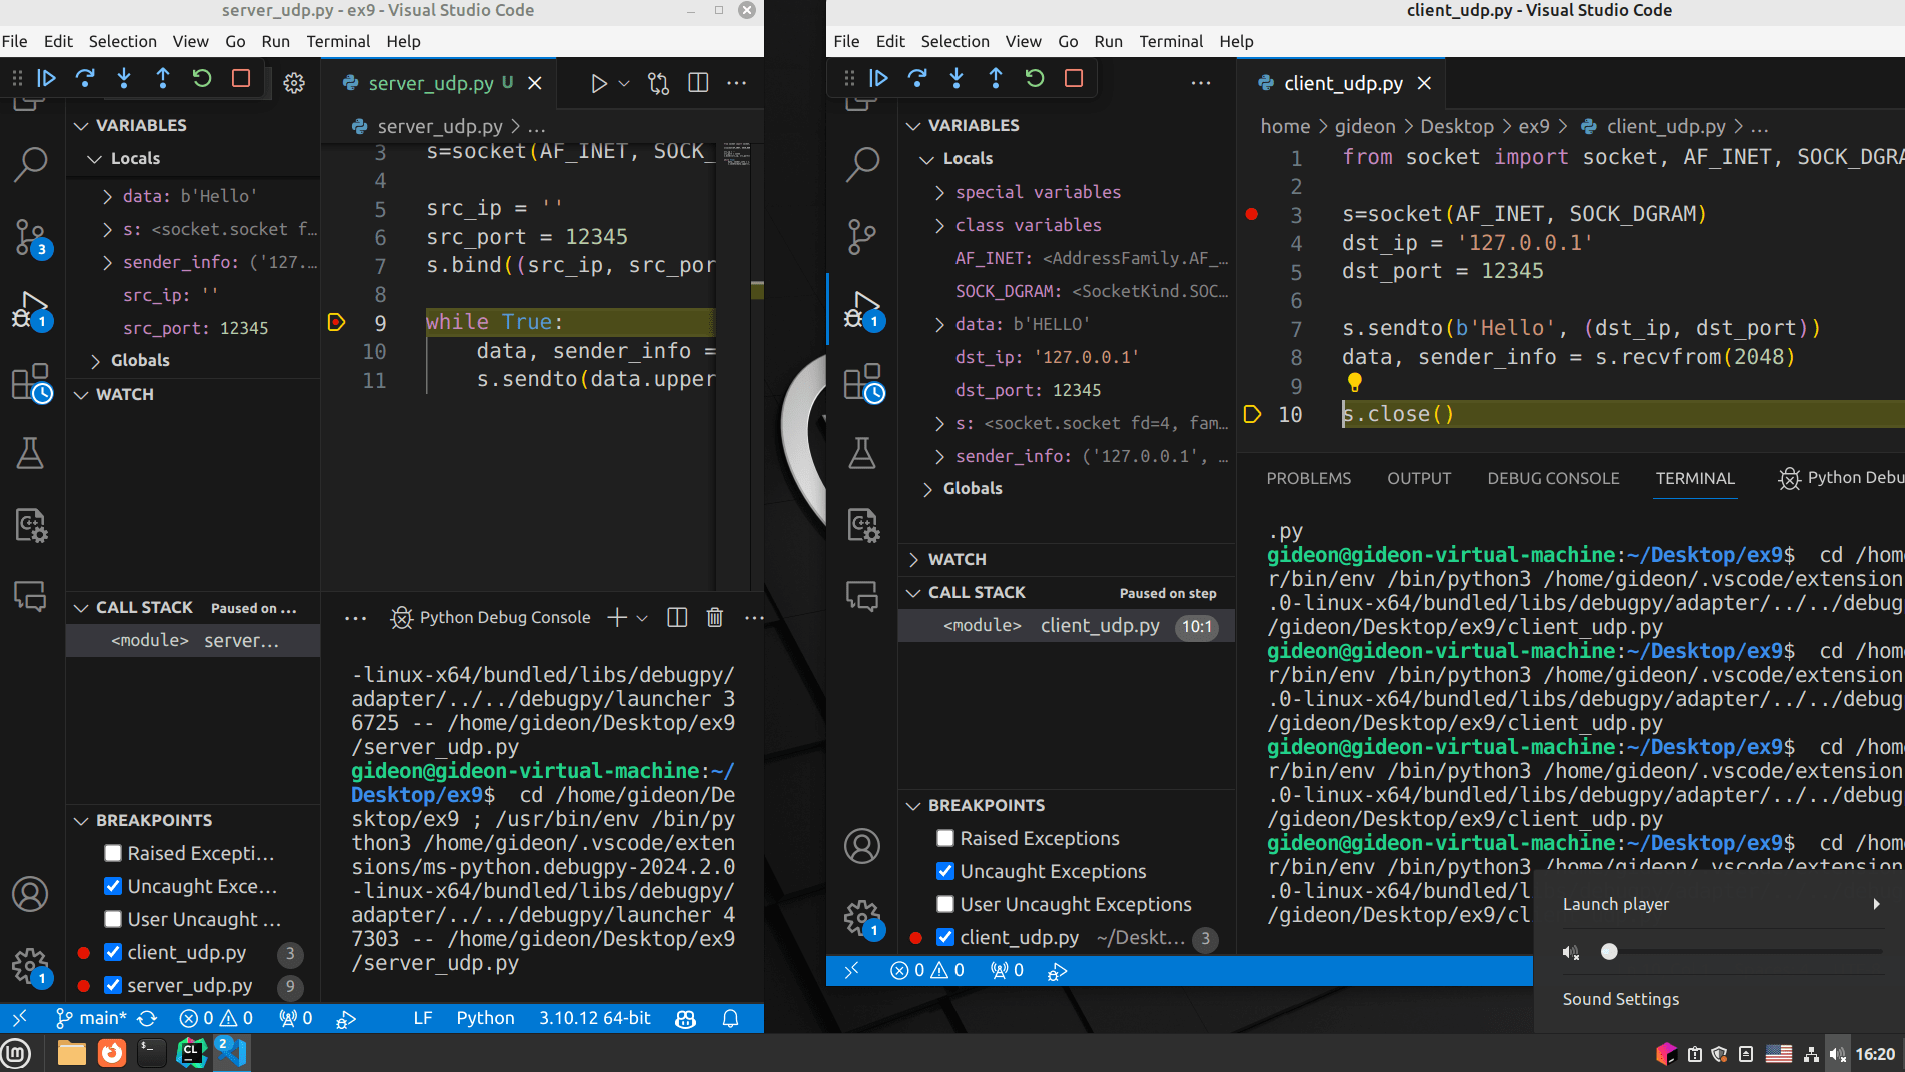 server_udp.py - ex9 - Visual Studio Code
File Edit Selection View Go Run Terminal Help
server_udp.py U
VARIABLES
server_udp.py > ...
Locals
data: b'Hello'
s: <socket.socket f...
sender_info: ('127....
src_ip: ''
src_port: 12345
Globals
WATCH
3 s=socket(AF_INET, SOCK_
4
5 src_ip = ''
6 src_port = 12345
7 s.bind((src_ip, src_por
8
9 while True:
10 data, sender_info =
11 s.sendto(data.upper
3
1
CALL STACK Paused on ...
<module> server...
Python Debug Console
-linux-x64/bundled/libs/debugpy/
adapter/../../debugpy/launcher 3
6725 -- /home/gideon/Desktop/ex9
/server_udp.py
gideon@gideon-virtual-machine:~/
Desktop/ex9$ cd /home/gideon/De
sktop/ex9 ; /usr/bin/env /bin/py
thon3 /home/gideon/.vscode/exten
sions/ms-python.debugpy-2024.2.0
-linux-x64/bundled/libs/debugpy/
adapter/../../debugpy/launcher 4
7303 -- /home/gideon/Desktop/ex9
/server_udp.py
BREAKPOINTS
Raised Excepti...
Uncaught Exce...
User Uncaught ...
client_udp.py 3
server_udp.py 9
1
main* 0 0 0 LF Python 3.10.12 64-bit
client_udp.py - Visual Studio Code
File Edit Selection View Go Run Terminal Help
client_udp.py
VARIABLES
home > gideon > Desktop > ex9 > client_udp.py > ...
Locals
special variables
class variables
AF_INET: <AddressFamily.AF_...
SOCK_DGRAM: <SocketKind.SOC...
data: b'HELLO'
dst_ip: '127.0.0.1'
dst_port: 12345
s: <socket.socket fd=4, fam...
sender_info: ('127.0.0.1', ...
Globals
1
1 from socket import socket, AF_INET, SOCK_DGRA
2
3 s=socket(AF_INET, SOCK_DGRAM)
4 dst_ip = '127.0.0.1'
5 dst_port = 12345
6
7 s.sendto(b'Hello', (dst_ip, dst_port))
8 data, sender_info = s.recvfrom(2048)
9
10 s.close()
WATCH
CALL STACK Paused on step
<module> client_udp.py 10:1
PROBLEMS OUTPUT DEBUG CONSOLE TERMINAL Python Debu
.py
gideon@gideon-virtual-machine:~/Desktop/ex9$ cd /hom
r/bin/env /bin/python3 /home/gideon/.vscode/extension
.0-linux-x64/bundled/libs/debugpy/adapter/../../debug
/gideon/Desktop/ex9/client_udp.py
gideon@gideon-virtual-machine:~/Desktop/ex9$ cd /hom
r/bin/env /bin/python3 /home/gideon/.vscode/extension
.0-linux-x64/bundled/libs/debugpy/adapter/../../debug
/gideon/Desktop/ex9/client_udp.py
gideon@gideon-virtual-machine:~/Desktop/ex9$ cd /hom
r/bin/env /bin/python3 /home/gideon/.vscode/extension
.0-linux-x64/bundled/libs/debugpy/adapter/../../debug
/gideon/Desktop/ex9/client_udp.py
gideon@gideon-virtual-machine:~/Desktop/ex9$ cd /hom
r/bin/env /bin/python3 /home/gideon/.vscode/extension
.0-linux-x64/bundled/l
/gideon/Desktop/ex9/cl
BREAKPOINTS
Raised Exceptions
Uncaught Exceptions
User Uncaught Exceptions
client_udp.py ~/Deskt... 3
1
0 0 0
Launch player
Sound Settings
CL
2
16:20